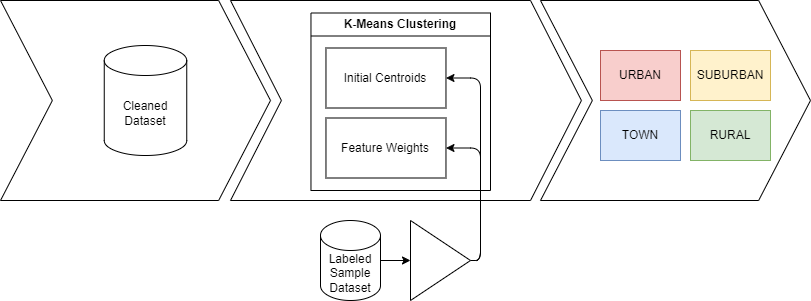 K-Means Clustering
Cleaned
Dataset
Initial Centroids
Feature Weights
URBAN
SUBURBAN
TOWN
RURAL
Labeled
Sample
Dataset